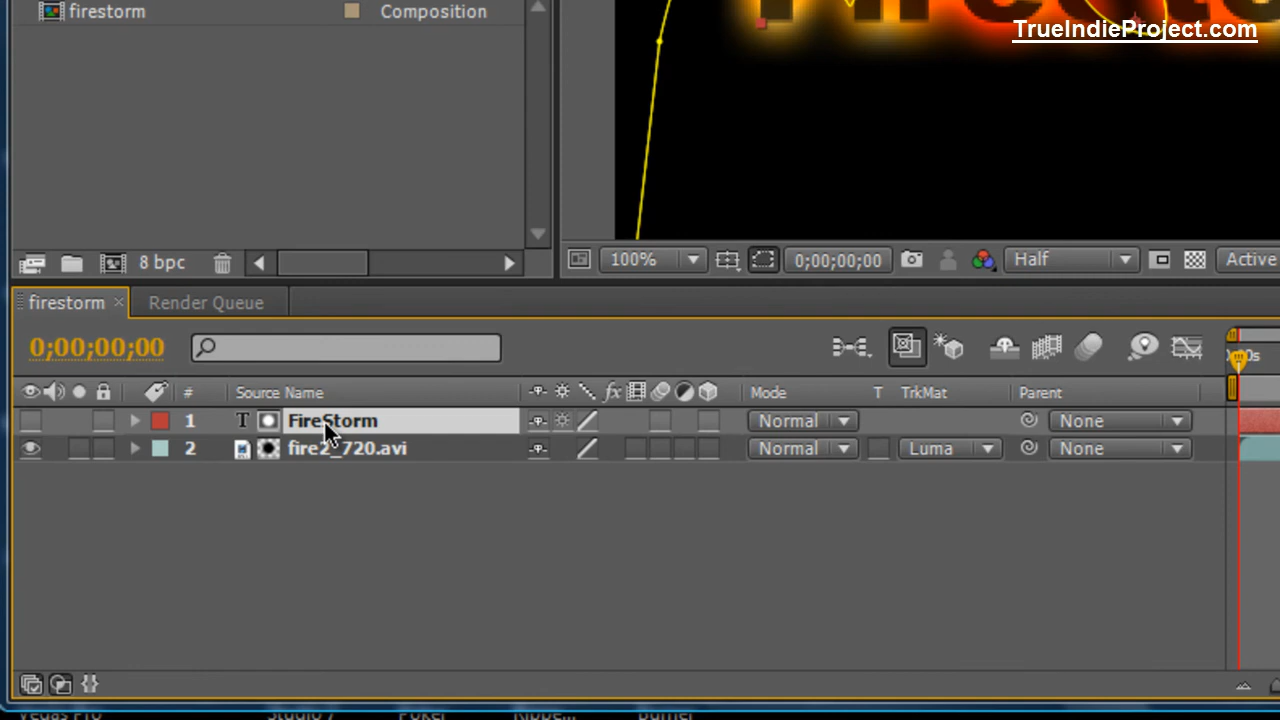 firestorm Composition
TrueIndieProject.com
8 bpc
100% 0;00;00;00 Half Active
firestorm × Render Queue
0;00;00;00
# Source Name Mode T TrkMat Parent
1 T FireStorm Normal None
2 fire2_720.avi Normal Luma None